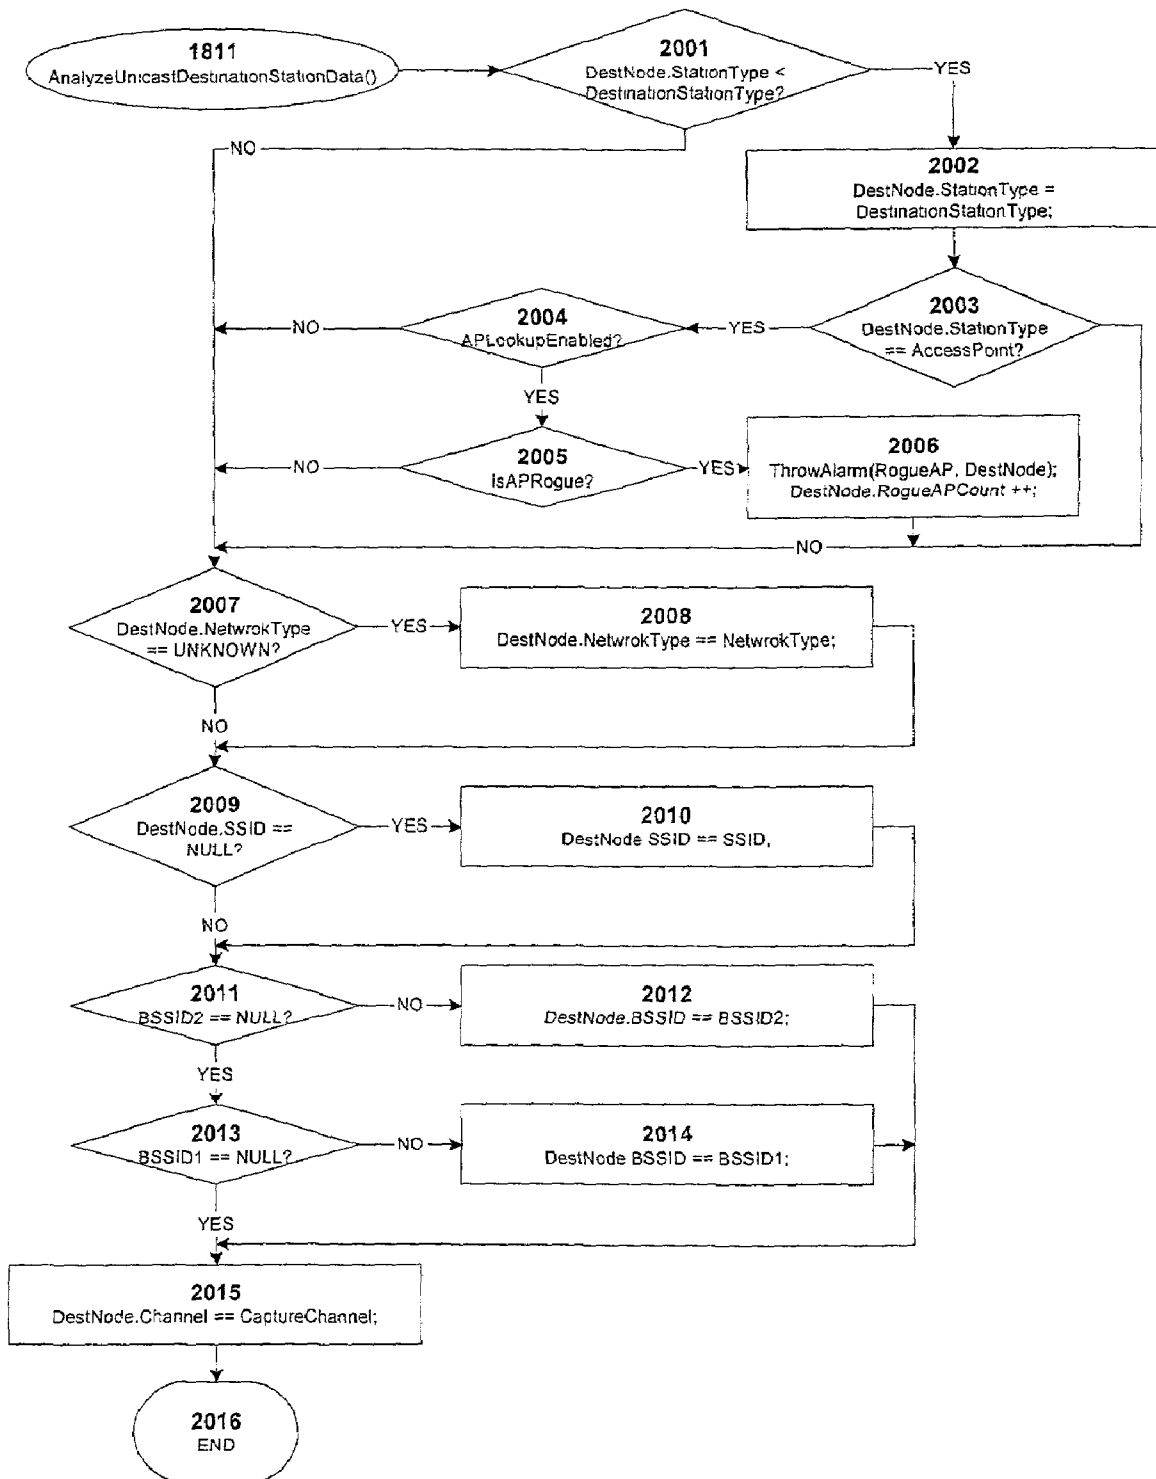 1811
AnalyzeUnicastDestinationStationData()
2001
DestNode.StationType <
DestinationStationType?
YES
NO
2002
DestNode.StationType =
DestinationStationType;
2003
DestNode.StationType
== AccessPoint?
YES
2004
APLookupEnabled?
NO
YES
2005
IsAPRogue?
NO
YES
2006
ThrowAlarm(RogueAP, DestNode);
DestNode.RogueAPCount ++;
NO
2007
DestNode.NetwrokType
== UNKNOWN?
YES
2008
DestNode.NetwrokType == NetwrokType;
NO
2009
DestNode.SSID ==
NULL?
YES
2010
DestNode SSID == SSID,
NO
2011
BSSID2 == NULL?
NO
2012
DestNode.BSSID == BSSID2;
YES
2013
BSSID1 == NULL?
NO
2014
DestNode BSSID == BSSID1;
YES
2015
DestNode.Channel == CaptureChannel;
2016
END